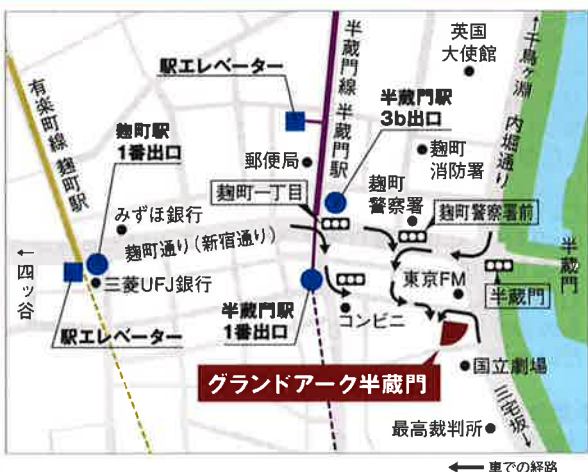 英国
大使館
↑千鳥ヶ淵
内堀通り
駅エレベーター
半蔵門線 半蔵門駅
半蔵門駅
3b出口
有楽町線 麹町駅
麹町駅
1番出口
郵便局
麹町
消防署
麹町一丁目
麹町
警察署
麹町警察署前
みずほ銀行
麹町通り(新宿通り)
←四ッ谷
三菱UFJ銀行
半蔵門駅
1番出口
東京FM
半蔵門
半蔵門
コンビニ
駅エレベーター
グランドアーク半蔵門
国立劇場
三宅坂→
最高裁判所
← 車での経路